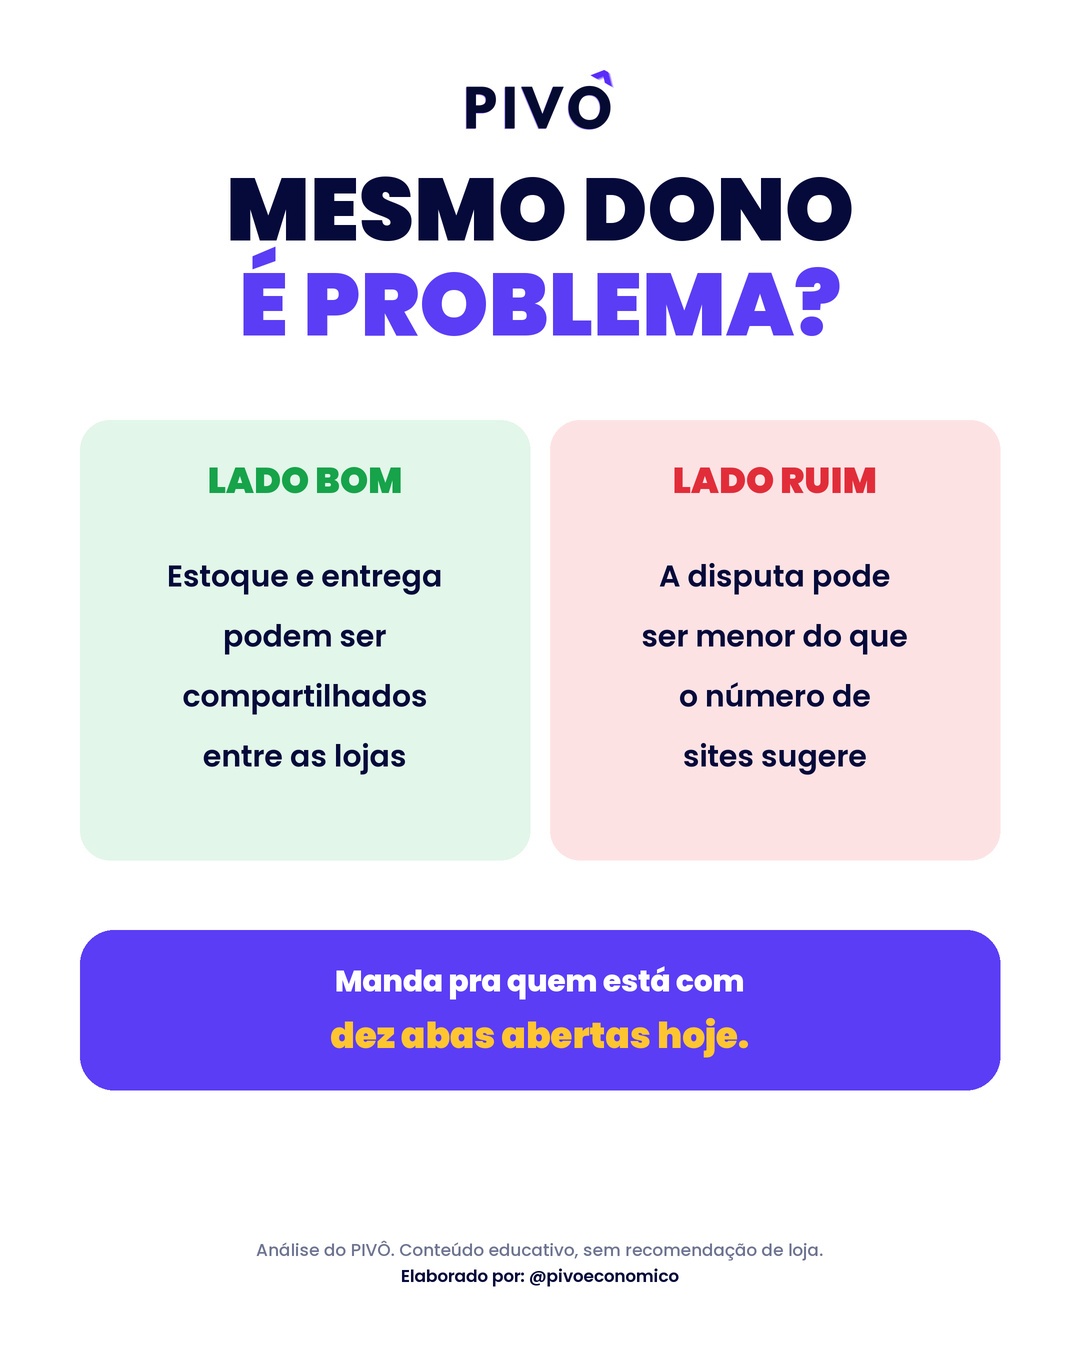 PIVÔ
MESMO DONO
É PROBLEMA?
LADO BOM
Estoque e entrega
podem ser
compartilhados
entre as lojas
LADO RUIM
A disputa pode
ser menor do que
o número de
sites sugere
Manda pra quem está com
dez abas abertas hoje.
Análise do PIVÔ. Conteúdo educativo, sem recomendação de loja.
Elaborado por: @pivoeconomico